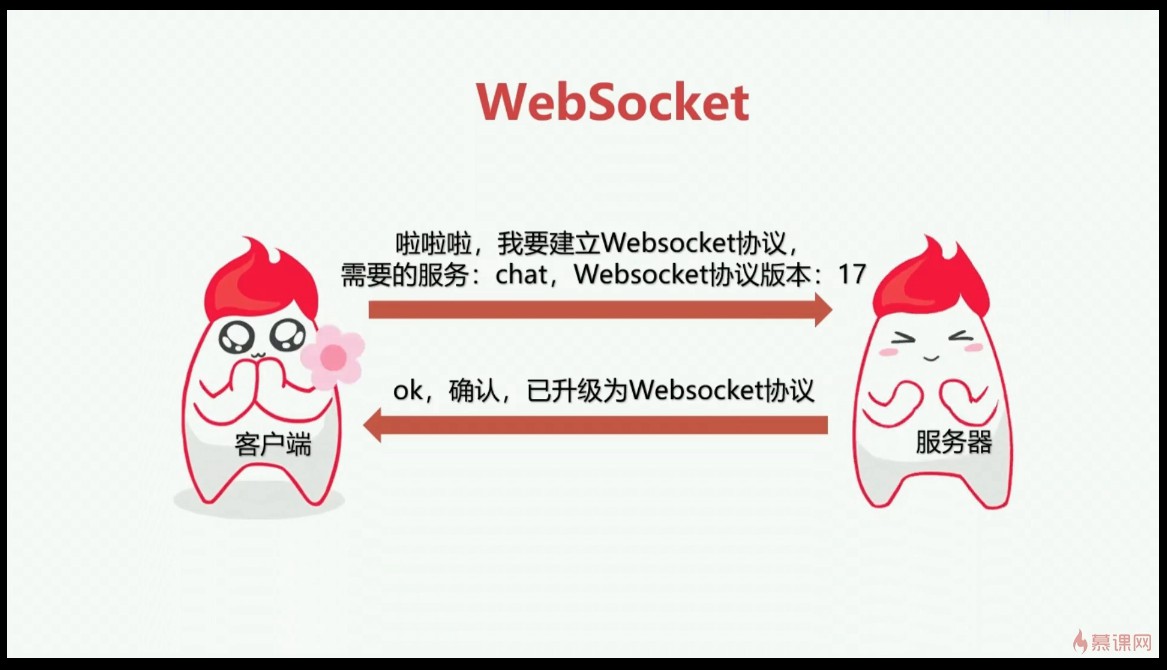 WebSocket
啦啦啦，我要建立Websocket协议，
需要的服务：chat，Websocket协议版本：17
ok，确认，已升级为Websocket协议
客户端
服务器
慕课网